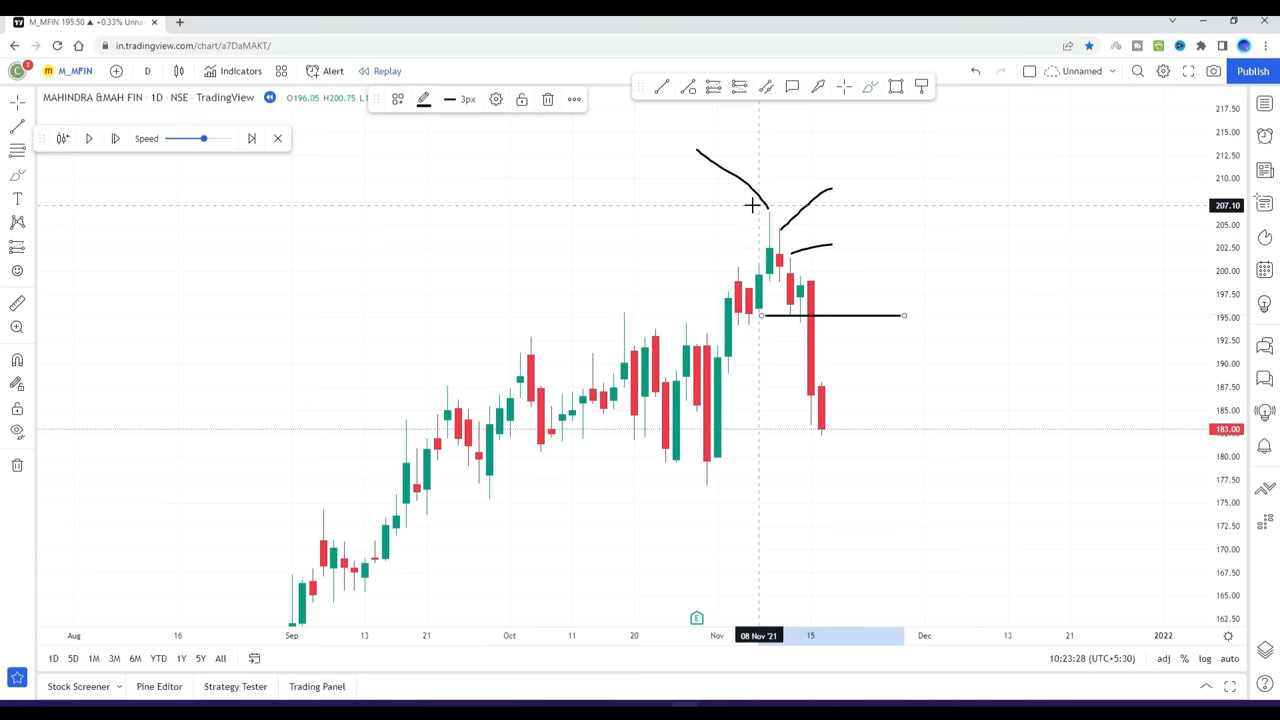 M_MFIN 195.50 ▲ +0.33% Unna
in.tradingview.com/chart/a7DaMAKT/
C 2 M_MFIN D Indicators Alert Replay Unnamed Publish
MAHINDRA &MAH FIN · 1D · NSE · TradingView O196.05 H200.75 3px
Speed
217.50
215.00
212.50
210.00
207.10
205.00
202.50
200.00
197.50
195.00
192.50
190.00
187.50
185.00
183.00
180.00
177.50
175.00
172.50
170.00
167.50
165.00
162.50
E
Aug 16 Sep 13 21 Oct 11 20 Nov 08 Nov '21 15 Dec 13 21 2022
1D 5D 1M 3M 6M YTD 1Y 5Y All 10:23:28 (UTC+5:30) adj % log auto
Stock Screener Pine Editor Strategy Tester Trading Panel